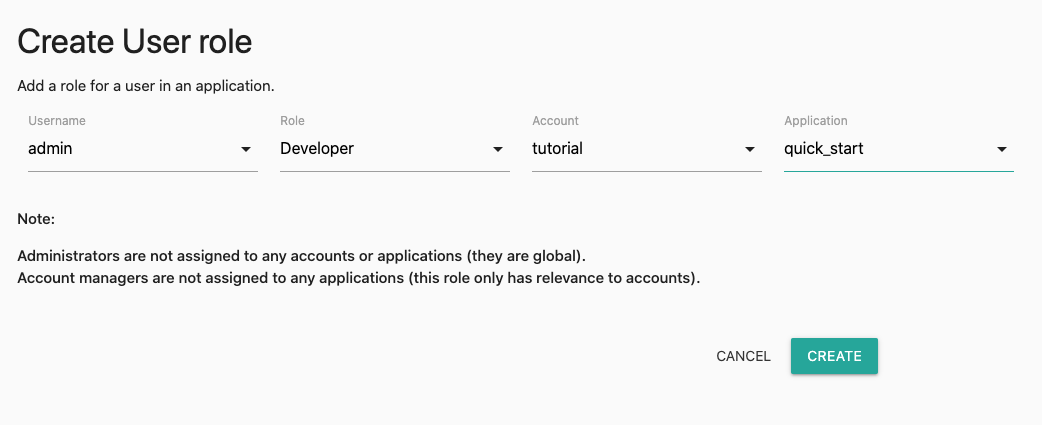 Create User role
Add a role for a user in an application.
Username Role Account Application
admin Developer tutorial quick_start
Note:
Administrators are not assigned to any accounts or applications (they are global).
Account managers are not assigned to any applications (this role only has relevance to accounts).
CANCEL CREATE